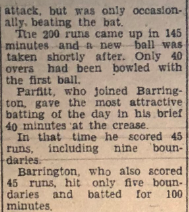 attack, but was only occasion-
ally, beating the bat.
The 200 runs came up in 145
minutes and a new ball was
taken shortly after. Only 40
overs had been bowled with
the first ball.
Parfitt, who joined Barring-
ton, gave the most attractive
batting of the day in his brief
40 minutes at the crease.
In that time he scored 45
runs, including nine boun-
daries.
Barrington, who also scored
45 runs, hit only five boun-
daries and batted for 100
minutes.